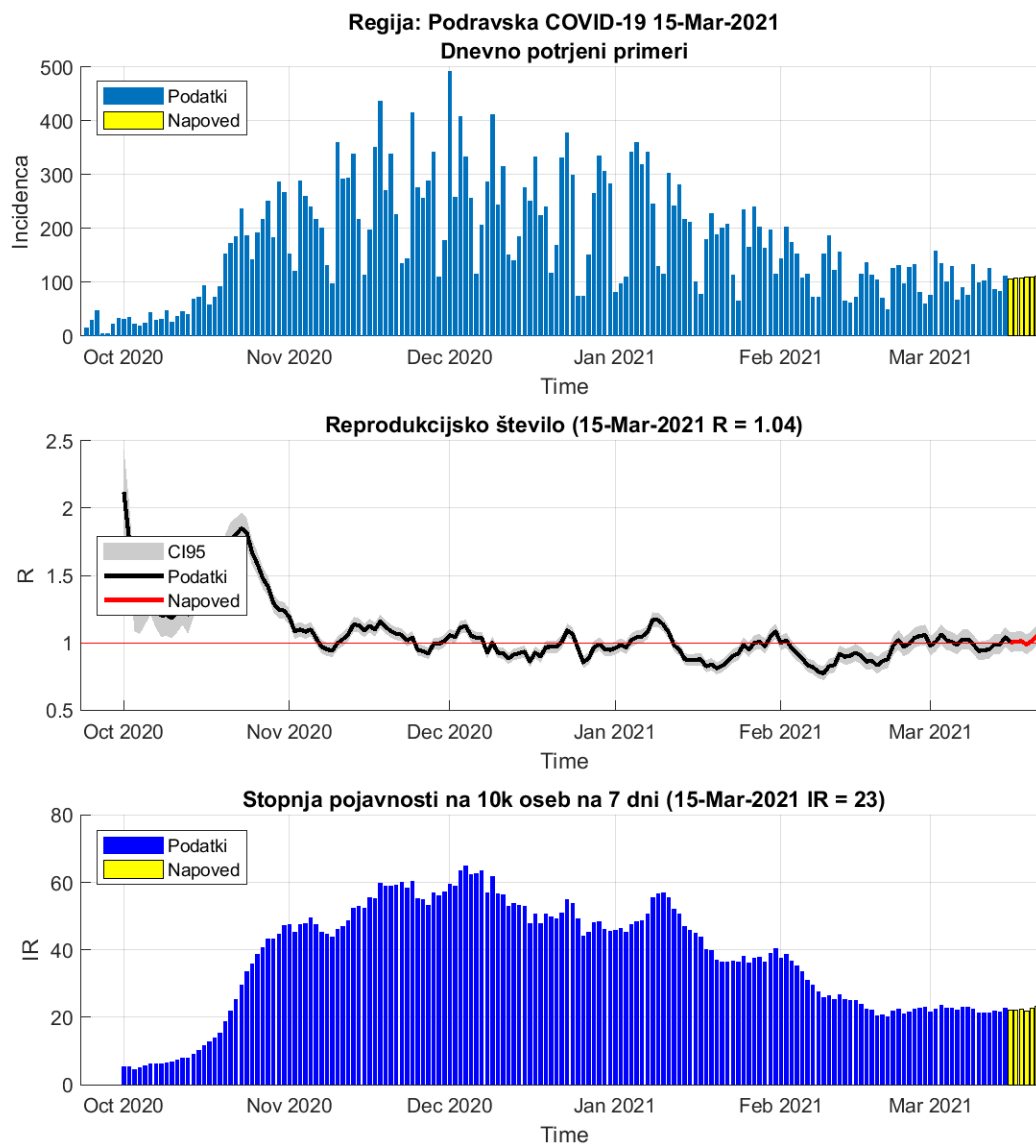 Regija: Podravska COVID-19 15-Mar-2021
Dnevno potrjeni primeri
500
400
300
200
100
0
Incidenca
Podatki
Napoved
Oct 2020 Nov 2020 Dec 2020 Jan 2021 Feb 2021 Mar 2021
Time
Reprodukcijsko število (15-Mar-2021 R = 1.04)
2.5
2
1.5
1
0.5
R
CI95
Podatki
Napoved
Oct 2020 Nov 2020 Dec 2020 Jan 2021 Feb 2021 Mar 2021
Time
Stopnja pojavnosti na 10k oseb na 7 dni (15-Mar-2021 IR = 23)
80
60
40
20
0
IR
Podatki
Napoved
Oct 2020 Nov 2020 Dec 2020 Jan 2021 Feb 2021 Mar 2021
Time